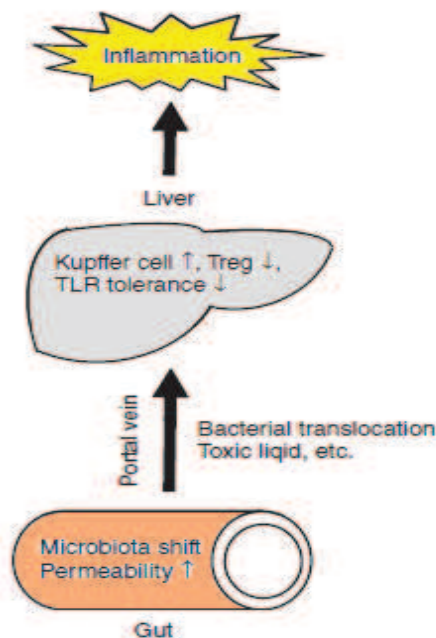 Inflammation
Liver
Kupffer cell ↑, Treg ↓,
TLR tolerance ↓
Portal vein
Bacterial translocation
Toxic liqid, etc.
Microbiota shift
Permeability ↑
Gut